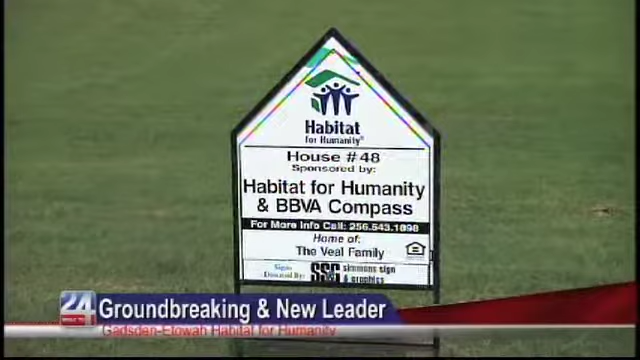 Habitat
for Humanity®
House #48
Sponsored by:
Habitat for Humanity
& BBVA Compass
For More Info Call: 256.543.1898
Home of:
The Veal Family
Signs
Donated By:
SSG simmons sign
& graphics
24
Groundbreaking & New Leader
Gadsden-Etowah Habitat for Humanity